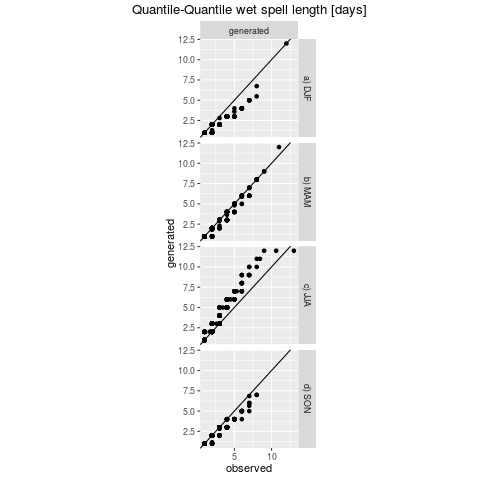 Quantile-Quantile wet spell length [days]
generated
12.5
10.0
7.5
5.0
2.5
a) DJF
12.5
10.0
7.5
5.0
2.5
b) MAM
generated
12.5
10.0
7.5
5.0
2.5
c) JJA
12.5
10.0
7.5
5.0
2.5
d) SON
5 10
observed